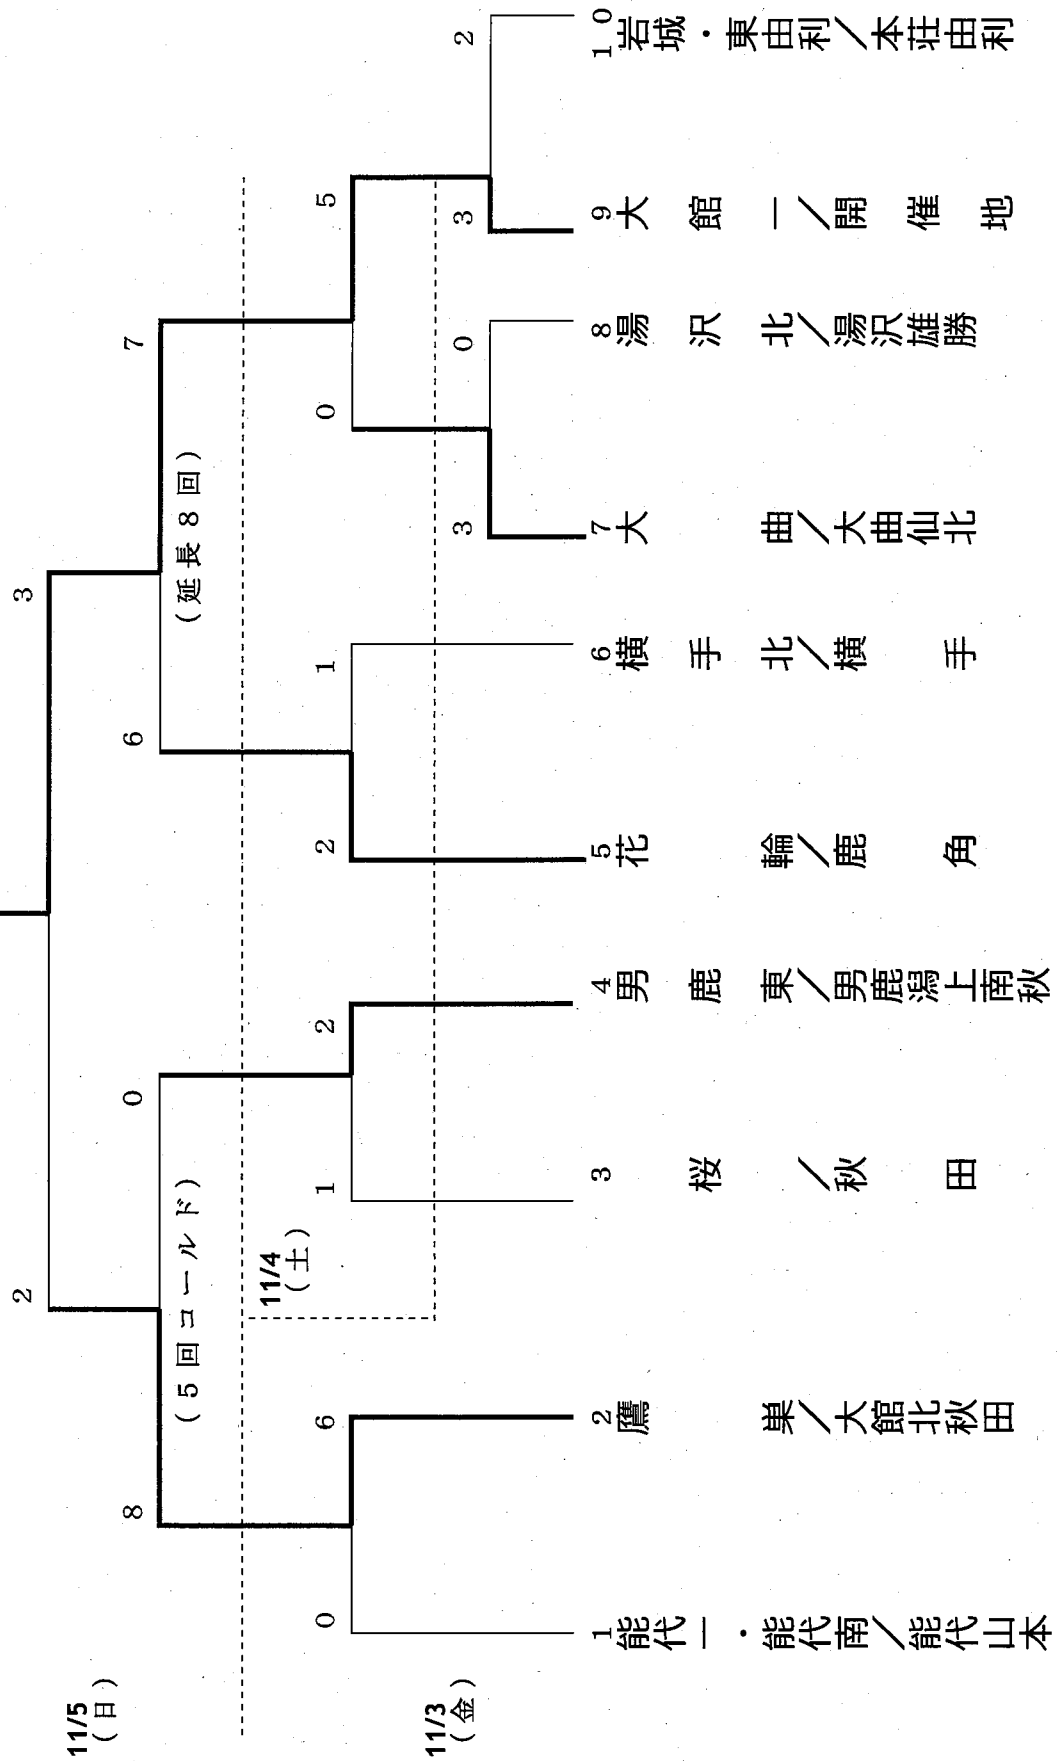 3
2
7
6
0
8
(延長8回)
(5回コールド)
11/5
(日)
5
0
1
2
2
1
6
0
11/4
(土)
2
3
0
3
11/3
(金)
10 岩城・東由利/本荘由利
9 大館一/開催地
8 湯沢北/湯沢雄勝
7 大曲/大曲仙北
6 横手北/横手
5 花輪/鹿角
4 男鹿東/男鹿潟上南秋
3 桜/秋田
2 鷹巣/大館北秋田
1 能代一・能代南/能代山本